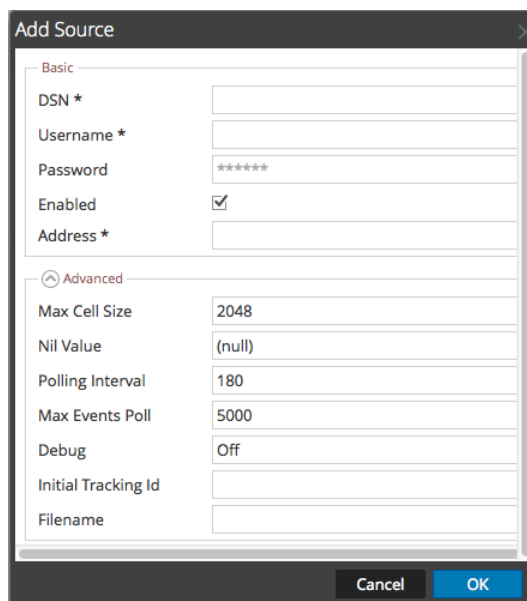 Add Source
Basic
DSN *
Username *
Password ******
Enabled
Address *
Advanced
Max Cell Size 2048
Nil Value (null)
Polling Interval 180
Max Events Poll 5000
Debug Off
Initial Tracking Id
Filename
Cancel OK